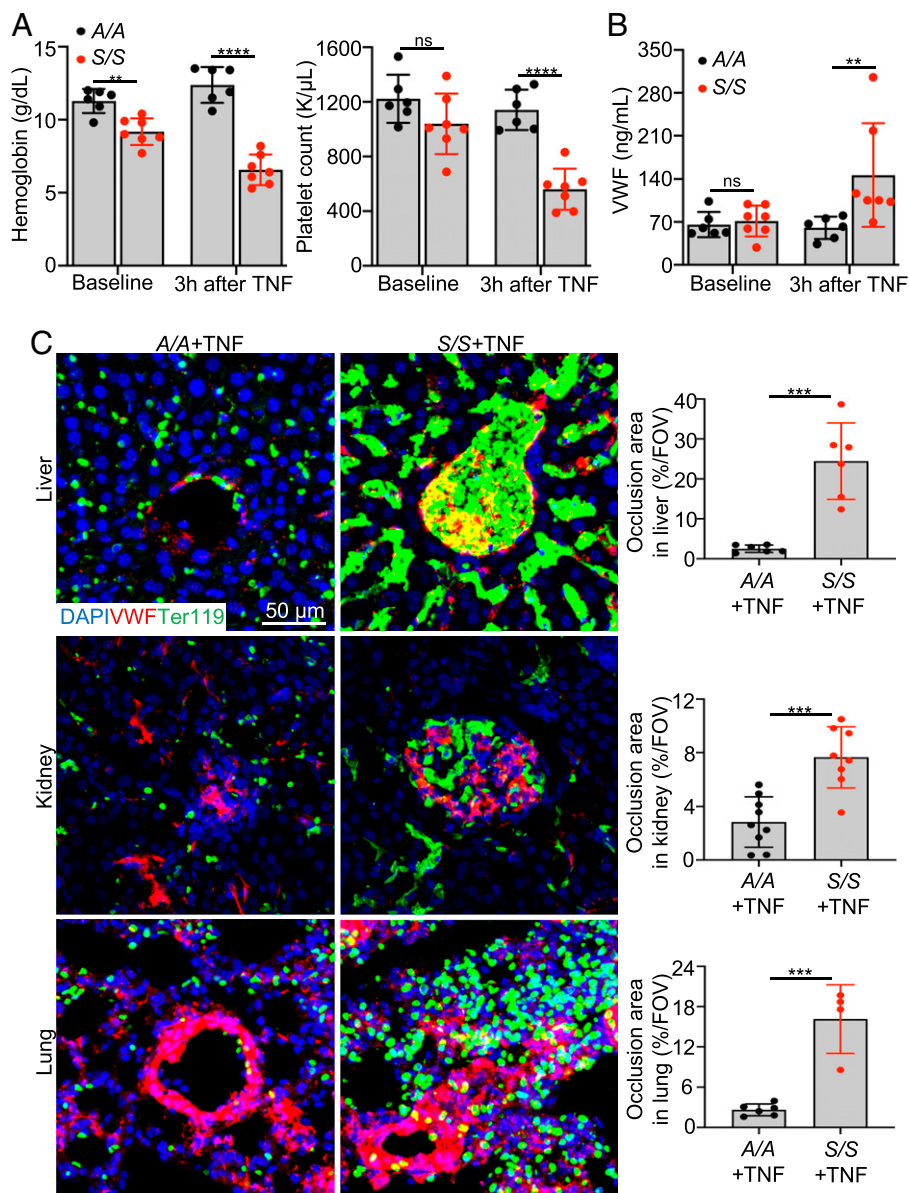 A
A/A
S/S
Hemoglobin (g/dL)
15
10
5
0
**
****
Baseline
3h after TNF
Platelet count (K/µL)
1600
1200
800
400
0
ns
****
Baseline
3h after TNF
B
A/A
S/S
VWF (ng/mL)
350
280
210
140
70
0
ns
**
Baseline
3h after TNF
C
A/A+TNF
S/S+TNF
Liver
DAPIVWFTer119
50 µm
Occlusion area
in liver (%/FOV)
40
30
20
10
0
***
A/A
+TNF
S/S
+TNF
Kidney
Occlusion area
in kidney (%/FOV)
12
8
4
0
***
A/A
+TNF
S/S
+TNF
Lung
Occlusion area
in lung (%/FOV)
24
18
12
6
0
***
A/A
+TNF
S/S
+TNF